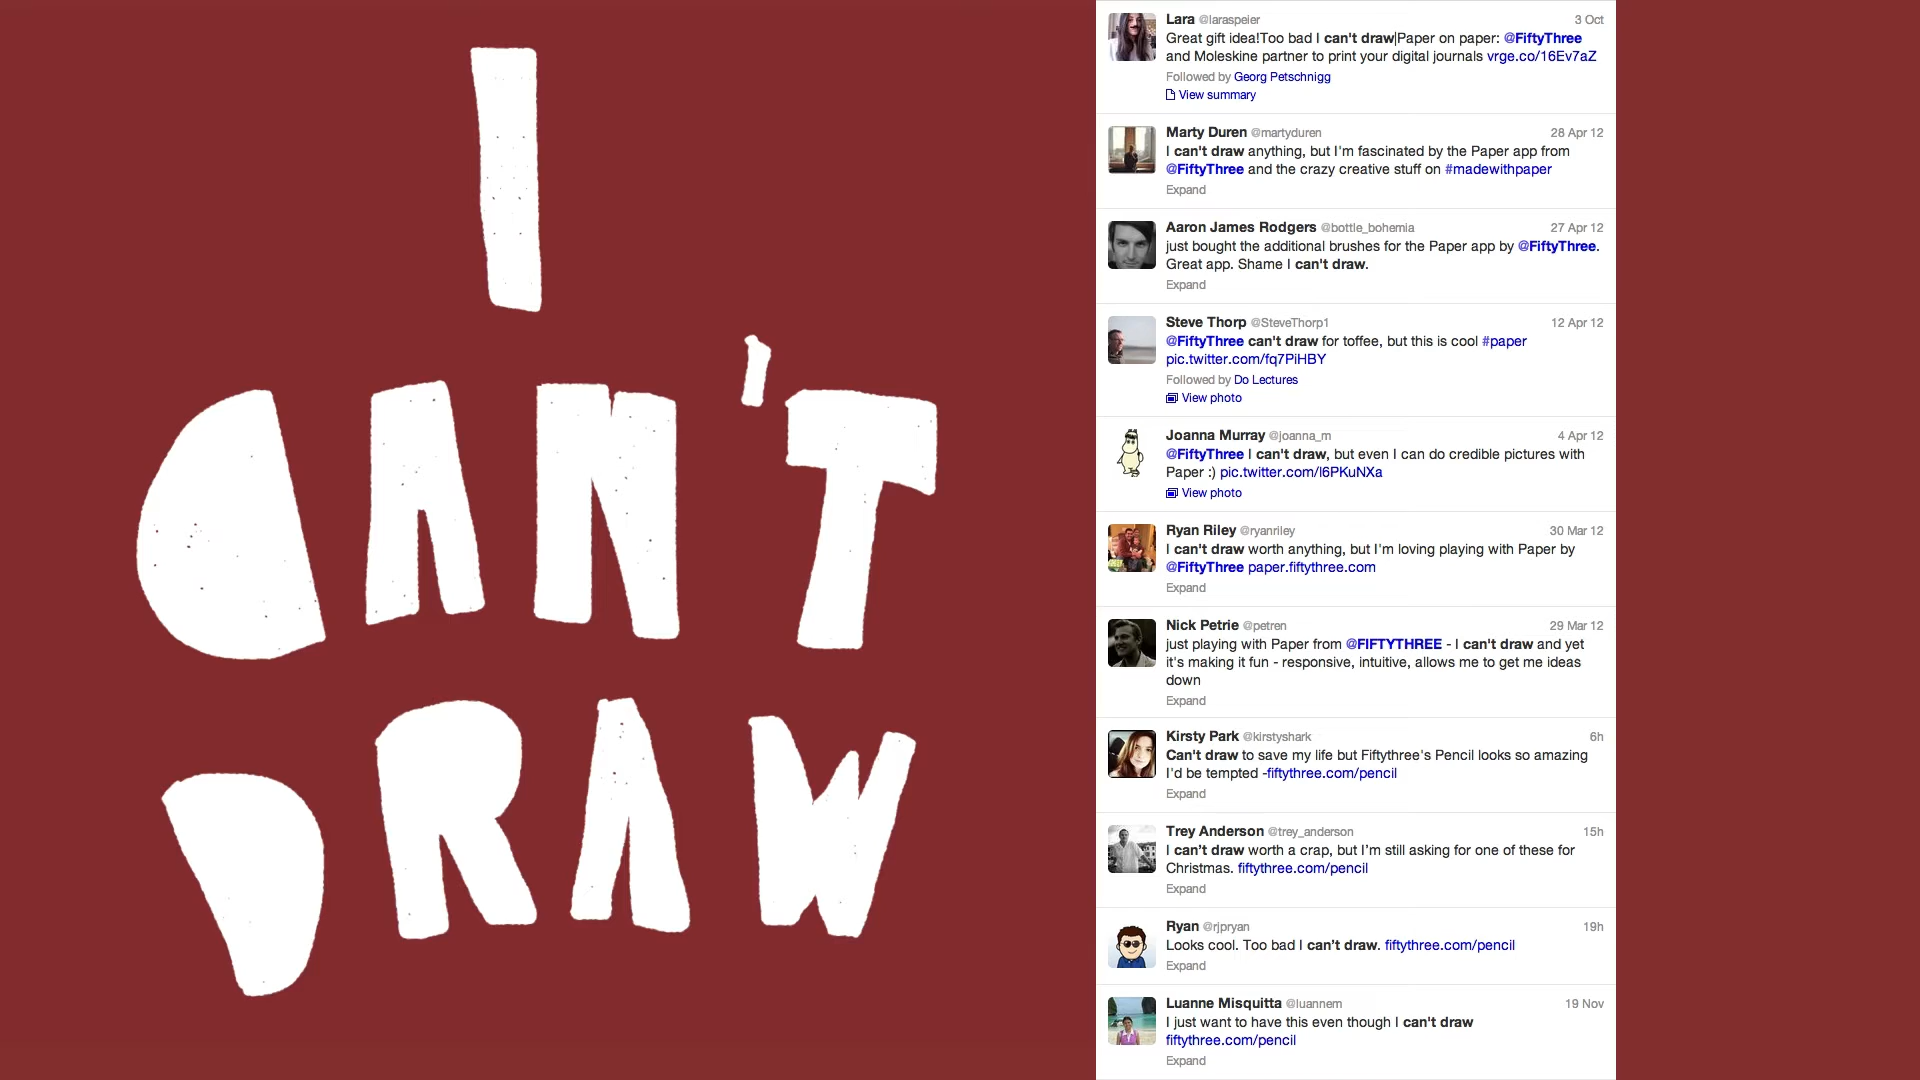 I
CAN'T
DRAW
Lara @laraspeier 3 Oct
Great gift idea!Too bad I can't draw|Paper on paper: @FiftyThree
and Moleskine partner to print your digital journals vrge.co/16Ev7aZ
Followed by Georg Petschnigg
View summary
Marty Duren @martyduren 28 Apr 12
I can't draw anything, but I'm fascinated by the Paper app from
@FiftyThree and the crazy creative stuff on #madewithpaper
Expand
Aaron James Rodgers @bottle_bohemia 27 Apr 12
just bought the additional brushes for the Paper app by @FiftyThree.
Great app. Shame I can't draw.
Expand
Steve Thorp @SteveThorp1 12 Apr 12
@FiftyThree can't draw for toffee, but this is cool #paper
pic.twitter.com/fq7PiHBY
Followed by Do Lectures
View photo
Joanna Murray @joanna_m 4 Apr 12
@FiftyThree I can't draw, but even I can do credible pictures with
Paper :) pic.twitter.com/l6PKuNXa
View photo
Ryan Riley @ryanriley 30 Mar 12
I can't draw worth anything, but I'm loving playing with Paper by
@FiftyThree paper.fiftythree.com
Expand
Nick Petrie @petren 29 Mar 12
just playing with Paper from @FIFTYTHREE - I can't draw and yet
it's making it fun - responsive, intuitive, allows me to get me ideas
down
Expand
Kirsty Park @kirstyshark 6h
Can't draw to save my life but Fiftythree's Pencil looks so amazing
I'd be tempted -fiftythree.com/pencil
Expand
Trey Anderson @trey_anderson 15h
I can’t draw worth a crap, but I’m still asking for one of these for
Christmas. fiftythree.com/pencil
Expand
Ryan @rjpryan 19h
Looks cool. Too bad I can’t draw. fiftythree.com/pencil
Expand
Luanne Misquitta @luannem 19 Nov
I just want to have this even though I can't draw
fiftythree.com/pencil
Expand